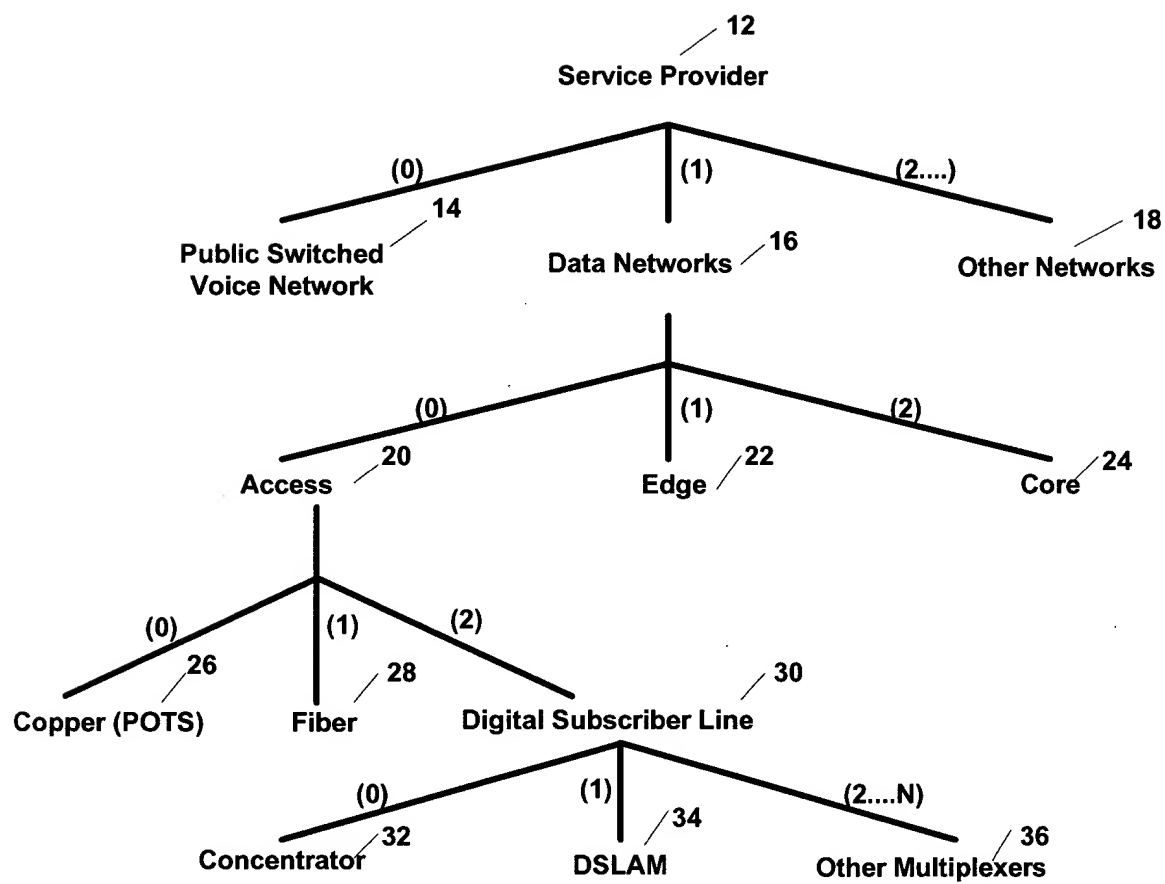 12
Service Provider
(0)
(1)
(2....)
14
Public Switched
Voice Network
16
Data Networks
18
Other Networks
(0)
(1)
(2)
20
Access
22
Edge
24
Core
(0)
(1)
(2)
26
Copper (POTS)
28
Fiber
30
Digital Subscriber Line
(0)
(1)
(2....N)
32
Concentrator
34
DSLAM
36
Other Multiplexers